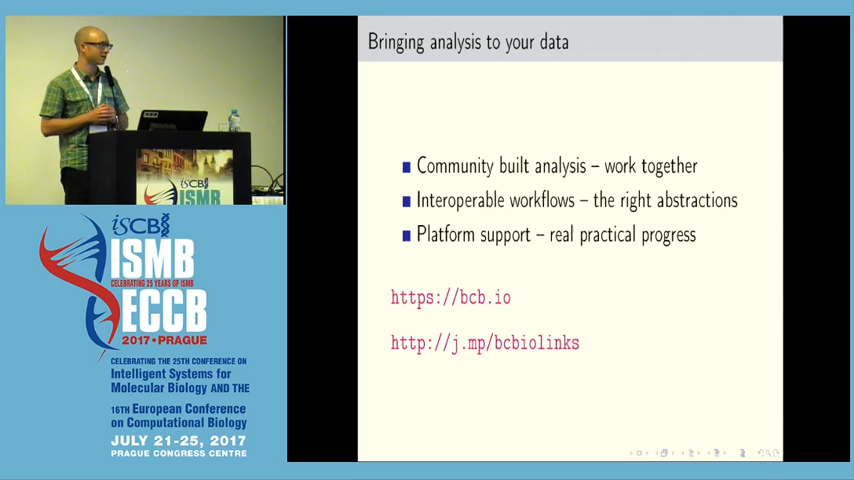 Bringing analysis to your data
Community built analysis – work together
Interoperable workflows – the right abstractions
Platform support – real practical progress
https://bcb.io
http://j.mp/bcbiolinks
iSCB
ISMB
iSCB
ISMB
CELEBRATING 25 YEARS OF ISMB
ECCB
2017 • PRAGUE
CELEBRATING THE 25TH CONFERENCE ON
Intelligent Systems for
Molecular Biology AND THE
16TH European Conference
on Computational Biology
JULY 21-25, 2017
PRAGUE CONGRESS CENTRE